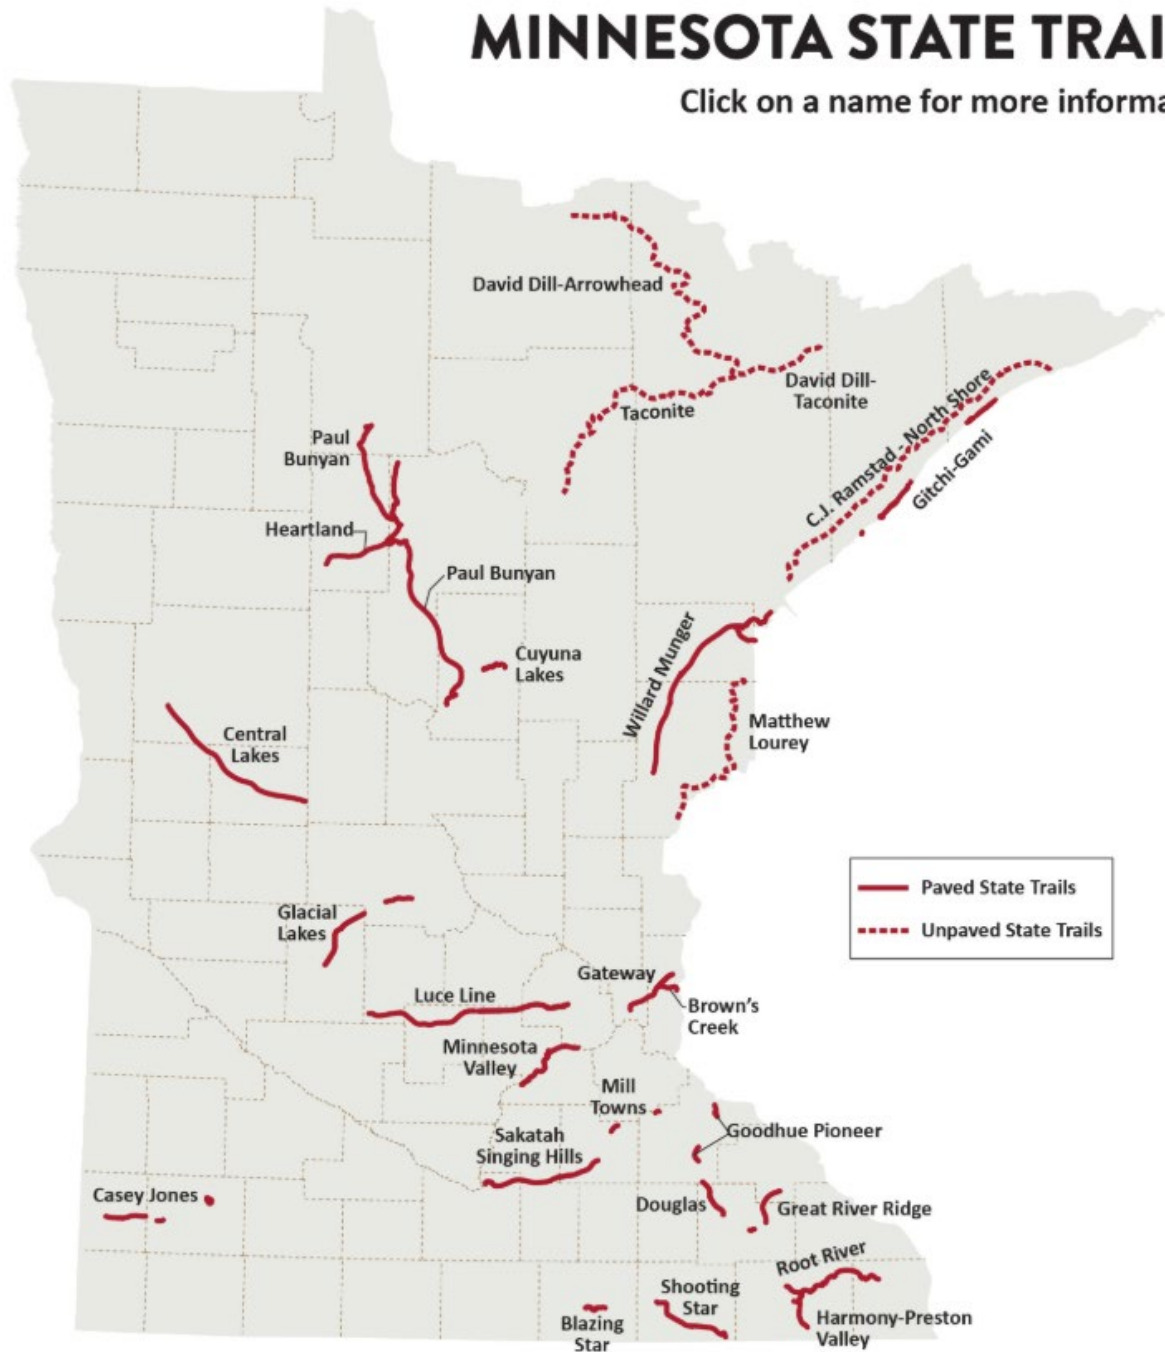 MINNESOTA STATE TRAI
Click on a name for more informa
David Dill-Arrowhead
David Dill-
Taconite
Taconite
C.J. Ramstad - North Shore
Gitchi-Gami
Paul
Bunyan
Heartland
Paul Bunyan
Cuyuna
Lakes
Willard Munger
Matthew
Lourey
Central
Lakes
Paved State Trails
Unpaved State Trails
Glacial
Lakes
Gateway
Brown's
Creek
Luce Line
Minnesota
Valley
Mill
Towns
Goodhue Pioneer
Sakatah
Singing Hills
Casey Jones
Douglas
Great River Ridge
Root River
Shooting
Star
Harmony-Preston
Valley
Blazing
Star